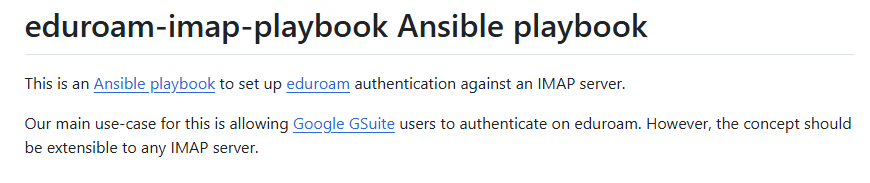 eduroam-imap-playbook Ansible playbook
This is an Ansible playbook to set up eduroam authentication against an IMAP server.
Our main use-case for this is allowing Google GSuite users to authenticate on eduroam. However, the concept should
be extensible to any IMAP server.